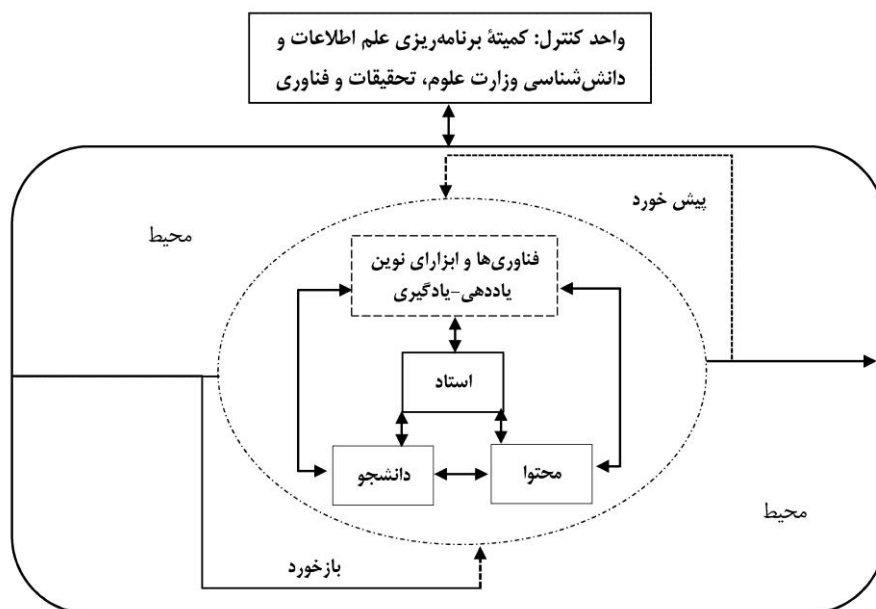 واحد کنترل: کمیتهٔ برنامه‌ریزی علم اطلاعات و
دانش‌شناسی وزارت علوم، تحقیقات و فناوری
پیش خورد
محیط
فناوری‌ها و ابزارای نوین
یاددهی-یادگیری
استاد
محتوا
دانشجو
محیط
بازخورد